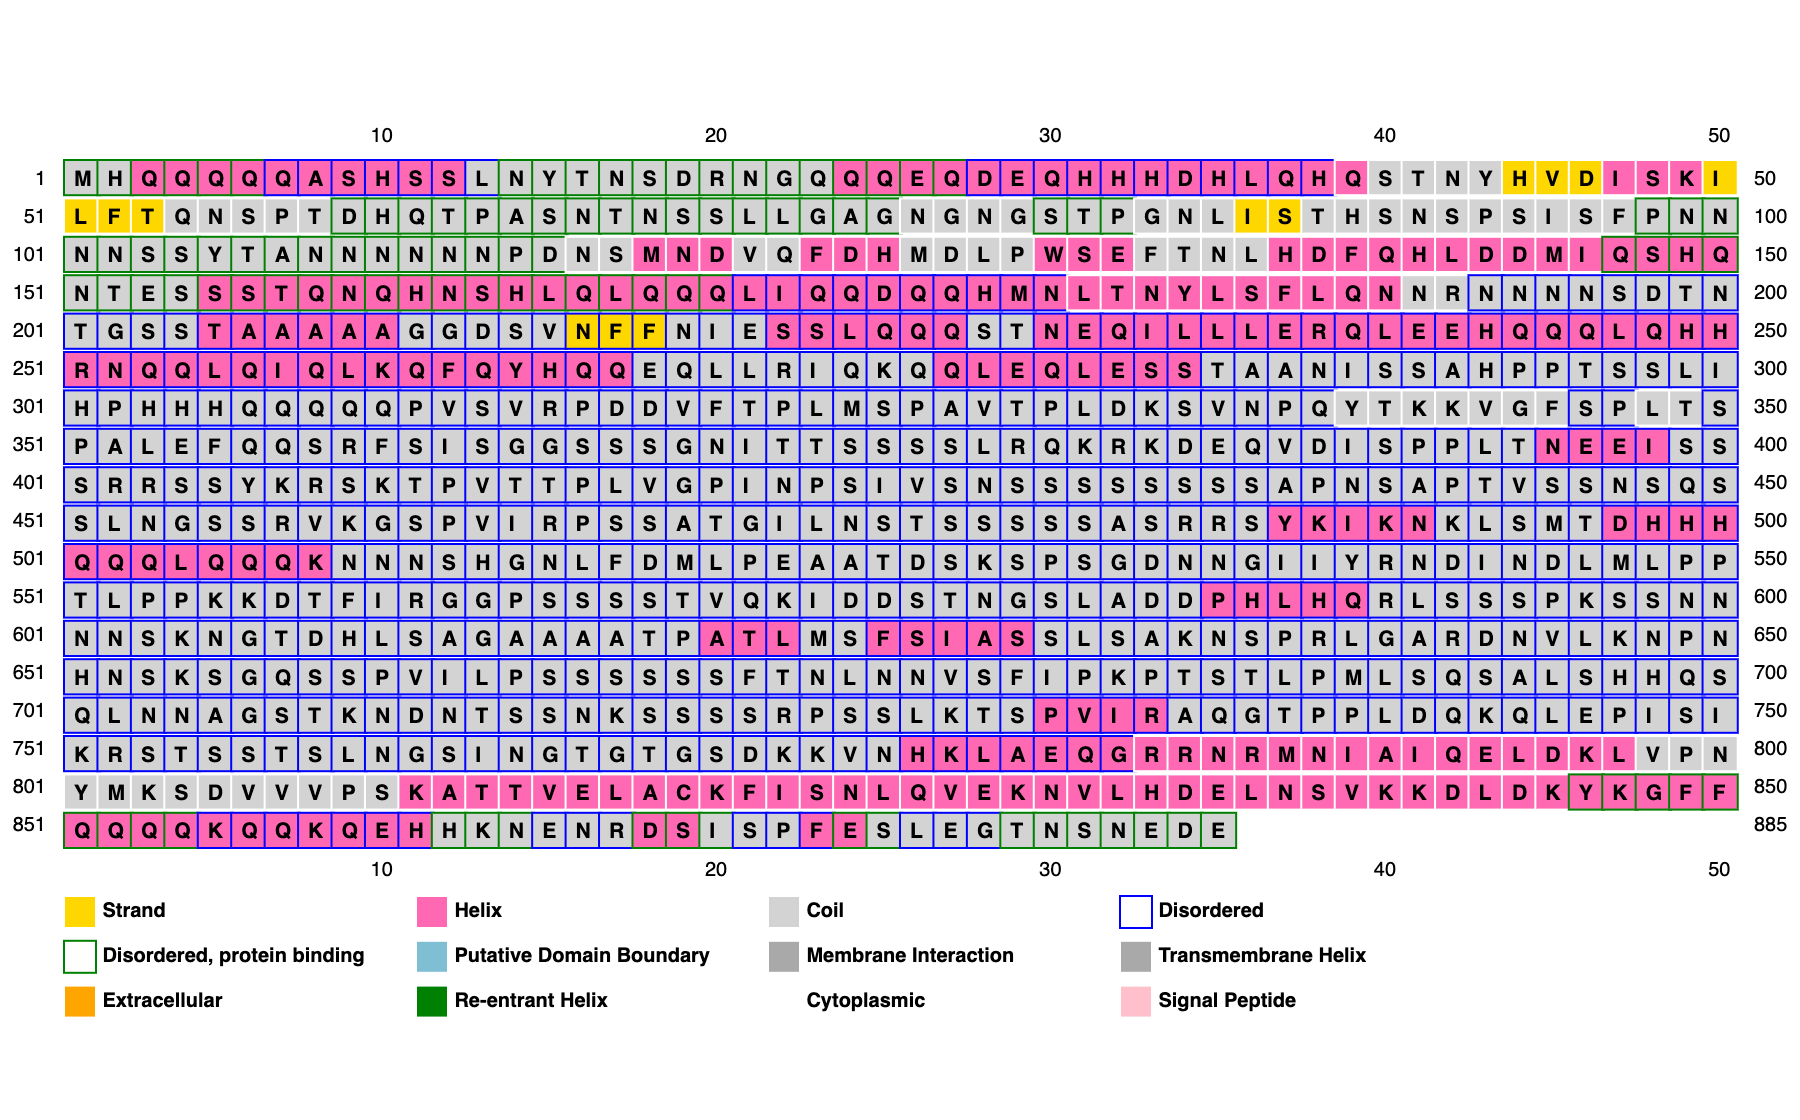 10 20 30 40 50
1 M H Q Q Q Q Q A S H S S L N Y T N S D R N G Q Q Q E Q D E Q H H H D H L Q H Q S T N Y H V D I S K I 50
51 L F T Q N S P T D H Q T P A S N T N S S L L G A G N G N G S T P G N L I S T H S N S P S I S F P N N 100
101 N N S S Y T A N N N N N N P D N S M N D V Q F D H M D L P W S E F T N L H D F Q H L D D M I Q S H Q 150
151 N T E S S S T Q N Q H N S H L Q L Q Q Q L I Q Q D Q Q H M N L T N Y L S F L Q N N R N N N N S D T N 200
201 T G S S T A A A A A G G D S V N F F N I E S S L Q Q Q S T N E Q I L L L E R Q L E E H Q Q Q L Q H H 250
251 R N Q Q L Q I Q L K Q F Q Y H Q Q E Q L L R I Q K Q Q L E Q L E S S T A A N I S S A H P P T S S L I 300
301 H P H H H Q Q Q Q Q P V S V R P D D V F T P L M S P A V T P L D K S V N P Q Y T K K V G F S P L T S 350
351 P A L E F Q Q S R F S I S G G S S S G N I T T S S S S L R Q K R K D E Q V D I S P P L T N E E I S S 400
401 S R R S S Y K R S K T P V T T P L V G P I N P S I V S N S S S S S S S S A P N S A P T V S S N S Q S 450
451 S L N G S S R V K G S P V I R P S S A T G I L N S T S S S S S A S R R S Y K I K N K L S M T D H H H 500
501 Q Q Q L Q Q Q K N N N S H G N L F D M L P E A A T D S K S P S G D N N G I I Y R N D I N D L M L P P 550
551 T L P P K K D T F I R G G P S S S S T V Q K I D D S T N G S L A D D P H L H Q R L S S S P K S S N N 600
601 N N S K N G T D H L S A G A A A A T P A T L M S F S I A S S L S A K N S P R L G A R D N V L K N P N 650
651 H N S K S G Q S S P V I L P S S S S S S F T N L N N V S F I P K P T S T L P M L S Q S A L S H H Q S 700
701 Q L N N A G S T K N D N T S S N K S S S S R P S S L K T S P V I R A Q G T P P L D Q K Q L E P I S I 750
751 K R S T S S T S L N G S I N G T G T G S D K K V N H K L A E Q G R R N R M N I A I Q E L D K L V P N 800
801 Y M K S D V V V P S K A T T V E L A C K F I S N L Q V E K N V L H D E L N S V K K D L D K Y K G F F 850
851 Q Q Q Q K Q Q K Q E H H K N E N R D S I S P F E S L E G T N S N E D E 885
10 20 30 40 50
Strand Helix Coil Disordered
Disordered, protein binding Putative Domain Boundary Membrane Interaction Transmembrane Helix
Extracellular Re-entrant Helix Cytoplasmic Signal Peptide